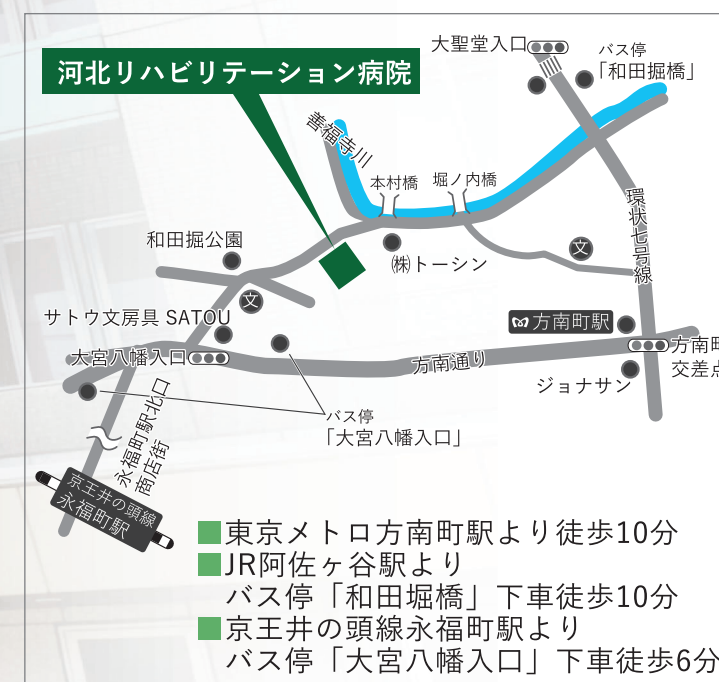 大聖堂入口
バス停
「和田掘橋」
河北リハビリテーション病院
善福寺川
本村橋
堀ノ内橋
環状七号線
和田掘公園
㈱トーシン
文
文
サトウ文房具 SATOU
方南町駅
大宮八幡入口
方南通り
方南町
交差点
ジョナサン
バス停
「大宮八幡入口」
永福町駅北口
商店街
京王井の頭線
永福町駅
■東京メトロ方南町駅より徒歩10分
■JR阿佐ヶ谷駅より
バス停「和田堀橋」下車徒歩10分
■京王井の頭線永福町駅より
バス停「大宮八幡入口」下車徒歩6分